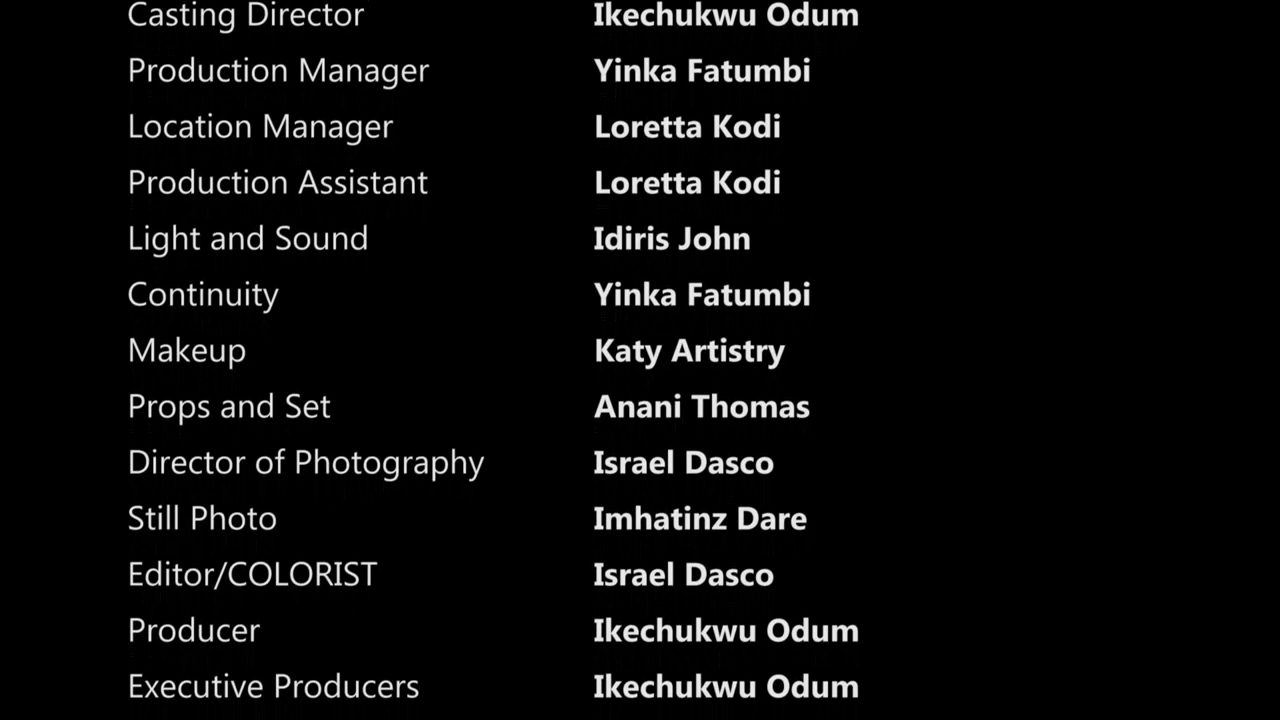 Casting Director Ikechukwu Odum
Production Manager Yinka Fatumbi
Location Manager Loretta Kodi
Production Assistant Loretta Kodi
Light and Sound Idiris John
Continuity Yinka Fatumbi
Makeup Katy Artistry
Props and Set Anani Thomas
Director of Photography Israel Dasco
Still Photo Imhatinz Dare
Editor/COLORIST Israel Dasco
Producer Ikechukwu Odum
Executive Producers Ikechukwu Odum